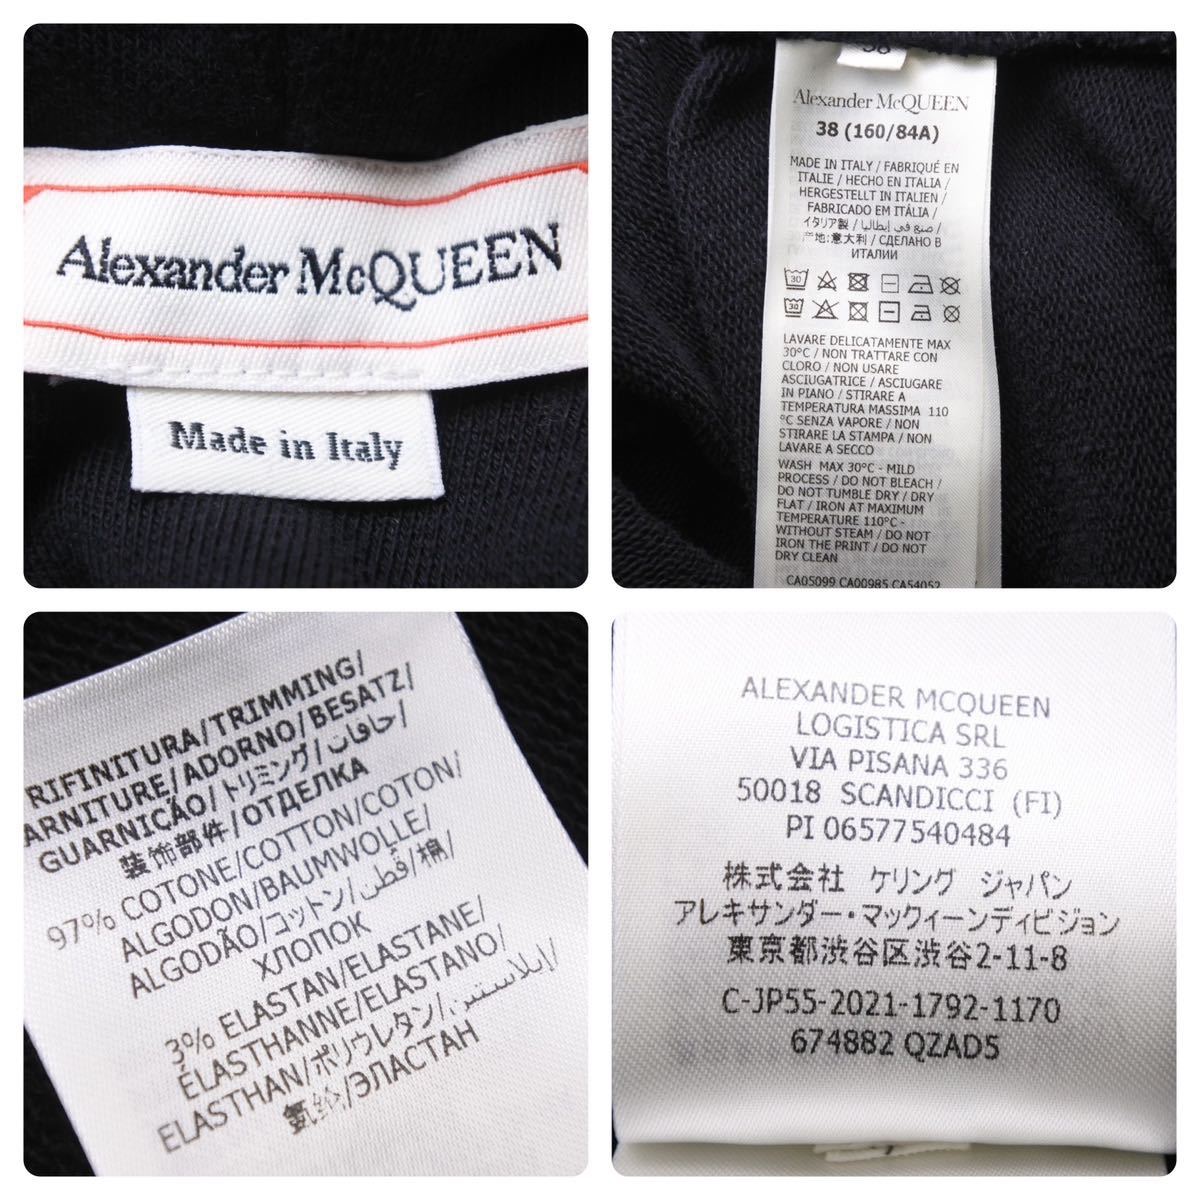 Alexander McQUEEN
Made in Italy
38
Alexander McQUEEN
38 (160/84A)
MADE IN ITALY / FABRIQUÉ EN
ITALIE / HECHO EN ITALIA /
HERGESTELLT IN ITALIEN /
FABRICADO EM ITÁLIA /
イタリア製 / صنع في إيطاليا /
产地:意大利 / СДЕЛАНО В
ИТАЛИИ
30
30
LAVARE DELICATAMENTE MAX
30°C / NON TRATTARE CON
CLORO / NON USARE
ASCIUGATRICE / ASCIUGARE
IN PIANO / STIRARE A
TEMPERATURA MASSIMA 110
°C SENZA VAPORE / NON
STIRARE LA STAMPA / NON
LAVARE A SECCO
WASH MAX 30°C - MILD
PROCESS / DO NOT BLEACH /
DO NOT TUMBLE DRY / DRY
FLAT / IRON AT MAXIMUM
TEMPERATURE 110°C -
WITHOUT STEAM / DO NOT
IRON THE PRINT / DO NOT
DRY CLEAN
CA05099 CA00985 CA54052
RIFINITURA/TRIMMING/
ARNITURE/ADORNO/BESATZ/
GUARNIÇÃO/トリミング/حافات/
装饰部件/ОТДЕЛКА
97% COTONE/COTTON/COTON/
ALGODON/BAUMWOLLE/
ALGODÃO/コットン/قطن/棉/
ХЛОПОК
3% ELASTAN/ELASTANE/
ÉLASTHANNE/ELASTANO/
ELASTHAN/ポリウレタン/إيلاستين/
氨纶/ЭЛАСТАН
ALEXANDER MCQUEEN
LOGISTICA SRL
VIA PISANA 336
50018 SCANDICCI (FI)
PI 06577540484
株式会社 ケリング ジャパン
アレキサンダー・マックィーンディビジョン
東京都渋谷区渋谷2-11-8
C-JP55-2021-1792-1170
674882 QZAD5